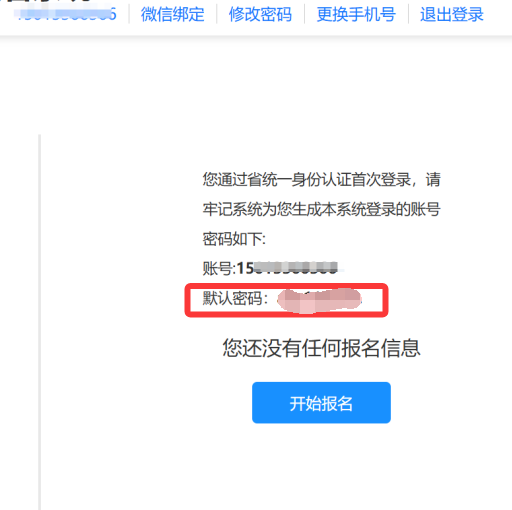 微信绑定 修改密码 更换手机号 退出登录
您通过省统一身份认证首次登录，请
牢记系统为您生成本系统登录的账号
密码如下:
账号:
默认密码：
您还没有任何报名信息
开始报名